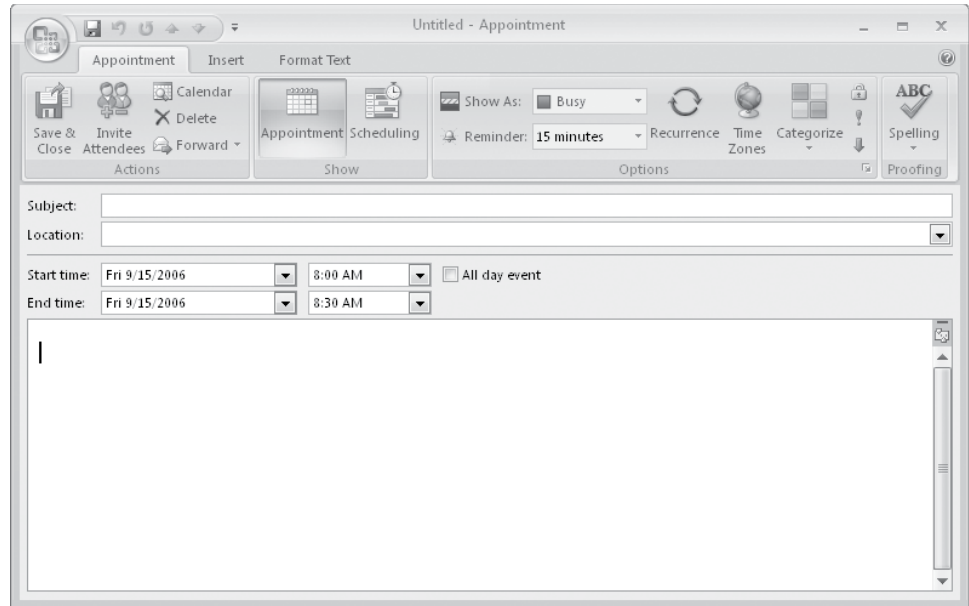 Untitled - Appointment
Appointment Insert Format Text
Save & Close
Invite Attendees
Calendar
Delete
Forward
Actions
Appointment Scheduling
Show
Show As: Busy
Reminder: 15 minutes
Recurrence
Time Zones
Categorize
Options
ABC
Spelling
Proofing
Subject:
Location:
Start time: Fri 9/15/2006 8:00 AM All day event
End time: Fri 9/15/2006 8:30 AM